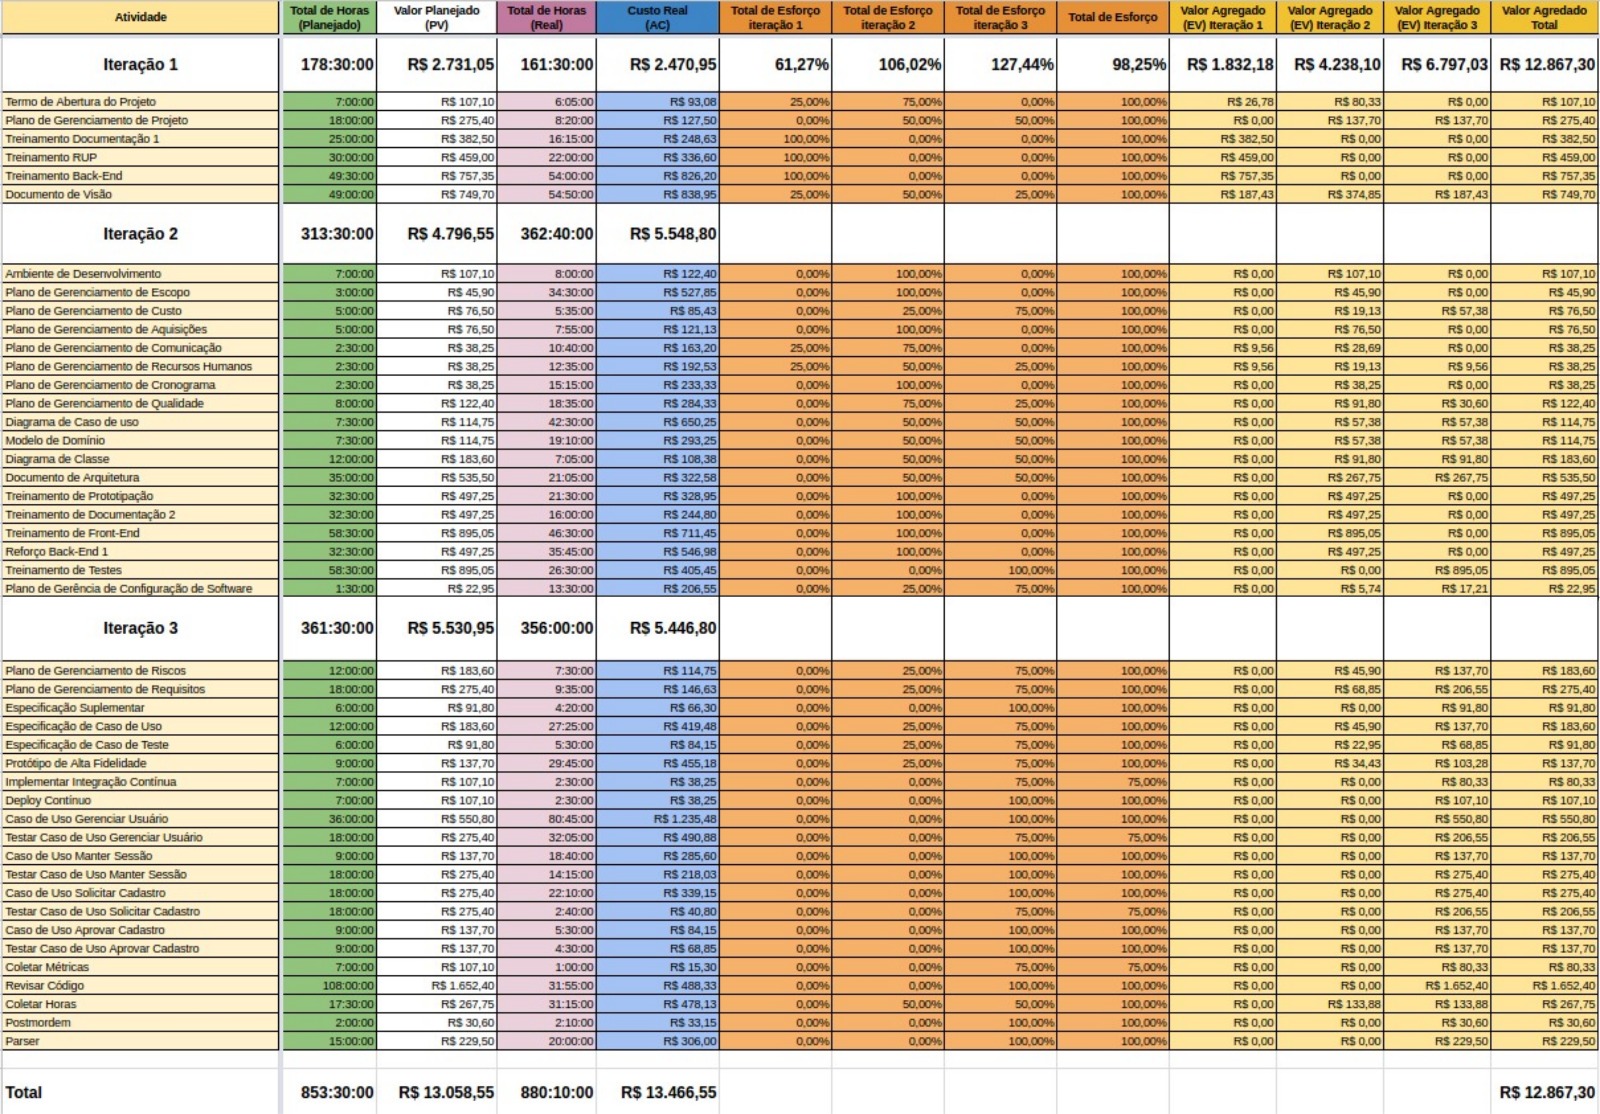 Atividade Total de Horas (Planejado) Valor Planejado (PV) Total de Horas (Real) Custo Real (AC) Total de Esforço iteração 1 Total de Esforço iteração 2 Total de Esforço iteração 3 Total de Esforço Valor Agregado (EV) Iteração 1 Valor Agregado (EV) Iteração 2 Valor Agregado (EV) Iteração 3 Valor Agredado Total
Iteração 1 178:30:00 R$ 2.731,05 161:30:00 R$ 2.470,95 61,27% 106,02% 127,44% 98,25% R$ 1.832,18 R$ 4.238,10 R$ 6.797,03 R$ 12.867,30
Termo de Abertura do Projeto 7:00:00 R$ 107,10 6:05:00 R$ 93,08 25,00% 75,00% 0,00% 100,00% R$ 26,78 R$ 80,33 R$ 0,00 R$ 107,10
Plano de Gerenciamento de Projeto 18:00:00 R$ 275,40 8:20:00 R$ 127,50 0,00% 50,00% 50,00% 100,00% R$ 0,00 R$ 137,70 R$ 137,70 R$ 275,40
Treinamento Documentação 1 25:00:00 R$ 382,50 16:15:00 R$ 248,63 100,00% 0,00% 0,00% 100,00% R$ 382,50 R$ 0,00 R$ 0,00 R$ 382,50
Treinamento RUP 30:00:00 R$ 459,00 22:00:00 R$ 336,60 100,00% 0,00% 0,00% 100,00% R$ 459,00 R$ 0,00 R$ 0,00 R$ 459,00
Treinamento Back-End 49:30:00 R$ 757,35 54:00:00 R$ 826,20 100,00% 0,00% 0,00% 100,00% R$ 757,35 R$ 0,00 R$ 0,00 R$ 757,35
Documento de Visão 49:00:00 R$ 749,70 54:50:00 R$ 838,95 25,00% 50,00% 25,00% 100,00% R$ 187,43 R$ 374,85 R$ 187,43 R$ 749,70
Iteração 2 313:30:00 R$ 4.796,55 362:40:00 R$ 5.548,80
Ambiente de Desenvolvimento 7:00:00 R$ 107,10 8:00:00 R$ 122,40 0,00% 100,00% 0,00% 100,00% R$ 0,00 R$ 107,10 R$ 0,00 R$ 107,10
Plano de Gerenciamento de Escopo 3:00:00 R$ 45,90 34:30:00 R$ 527,85 0,00% 100,00% 0,00% 100,00% R$ 0,00 R$ 45,90 R$ 0,00 R$ 45,90
Plano de Gerenciamento de Custo 5:00:00 R$ 76,50 5:35:00 R$ 85,43 0,00% 25,00% 75,00% 100,00% R$ 0,00 R$ 19,13 R$ 57,38 R$ 76,50
Plano de Gerenciamento de Aquisições 5:00:00 R$ 76,50 7:55:00 R$ 121,13 0,00% 100,00% 0,00% 100,00% R$ 0,00 R$ 76,50 R$ 0,00 R$ 76,50
Plano de Gerenciamento de Comunicação 2:30:00 R$ 38,25 10:40:00 R$ 163,20 25,00% 75,00% 0,00% 100,00% R$ 9,56 R$ 28,69 R$ 0,00 R$ 38,25
Plano de Gerenciamento de Recursos Humanos 2:30:00 R$ 38,25 12:35:00 R$ 192,53 25,00% 50,00% 25,00% 100,00% R$ 9,56 R$ 19,13 R$ 9,56 R$ 38,25
Plano de Gerenciamento de Cronograma 2:30:00 R$ 38,25 15:15:00 R$ 233,33 0,00% 100,00% 0,00% 100,00% R$ 0,00 R$ 38,25 R$ 0,00 R$ 38,25
Plano de Gerenciamento de Qualidade 8:00:00 R$ 122,40 18:35:00 R$ 284,33 0,00% 75,00% 25,00% 100,00% R$ 0,00 R$ 91,80 R$ 30,60 R$ 122,40
Diagrama de Caso de uso 7:30:00 R$ 114,75 42:30:00 R$ 650,25 0,00% 50,00% 50,00% 100,00% R$ 0,00 R$ 57,38 R$ 57,38 R$ 114,75
Modelo de Domínio 7:30:00 R$ 114,75 19:10:00 R$ 293,25 0,00% 50,00% 50,00% 100,00% R$ 0,00 R$ 57,38 R$ 57,38 R$ 114,75
Diagrama de Classe 12:00:00 R$ 183,60 7:05:00 R$ 108,38 0,00% 50,00% 50,00% 100,00% R$ 0,00 R$ 91,80 R$ 91,80 R$ 183,60
Documento de Arquitetura 35:00:00 R$ 535,50 21:05:00 R$ 322,58 0,00% 50,00% 50,00% 100,00% R$ 0,00 R$ 267,75 R$ 267,75 R$ 535,50
Treinamento de Prototipação 32:30:00 R$ 497,25 21:30:00 R$ 328,95 0,00% 100,00% 0,00% 100,00% R$ 0,00 R$ 497,25 R$ 0,00 R$ 497,25
Treinamento de Documentação 2 32:30:00 R$ 497,25 16:00:00 R$ 244,80 0,00% 100,00% 0,00% 100,00% R$ 0,00 R$ 497,25 R$ 0,00 R$ 497,25
Treinamento de Front-End 58:30:00 R$ 895,05 46:30:00 R$ 711,45 0,00% 100,00% 0,00% 100,00% R$ 0,00 R$ 895,05 R$ 0,00 R$ 895,05
Reforço Back-End 1 32:30:00 R$ 497,25 35:45:00 R$ 546,98 0,00% 100,00% 0,00% 100,00% R$ 0,00 R$ 497,25 R$ 0,00 R$ 497,25
Treinamento de Testes 58:30:00 R$ 895,05 26:30:00 R$ 405,45 0,00% 0,00% 100,00% 100,00% R$ 0,00 R$ 0,00 R$ 895,05 R$ 895,05
Plano de Gerência de Configuração de Software 1:30:00 R$ 22,95 13:30:00 R$ 206,55 0,00% 25,00% 75,00% 100,00% R$ 0,00 R$ 5,74 R$ 17,21 R$ 22,95
Iteração 3 361:30:00 R$ 5.530,95 356:00:00 R$ 5.446,80
Plano de Gerenciamento de Riscos 12:00:00 R$ 183,60 7:30:00 R$ 114,75 0,00% 25,00% 75,00% 100,00% R$ 0,00 R$ 45,90 R$ 137,70 R$ 183,60
Plano de Gerenciamento de Requisitos 18:00:00 R$ 275,40 9:35:00 R$ 146,63 0,00% 25,00% 75,00% 100,00% R$ 0,00 R$ 68,85 R$ 206,55 R$ 275,40
Especificação Suplementar 6:00:00 R$ 91,80 4:20:00 R$ 66,30 0,00% 0,00% 100,00% 100,00% R$ 0,00 R$ 0,00 R$ 91,80 R$ 91,80
Especificação de Caso de Uso 12:00:00 R$ 183,60 27:25:00 R$ 419,48 0,00% 25,00% 75,00% 100,00% R$ 0,00 R$ 45,90 R$ 137,70 R$ 183,60
Especificação de Caso de Teste 6:00:00 R$ 91,80 5:30:00 R$ 84,15 0,00% 25,00% 75,00% 100,00% R$ 0,00 R$ 22,95 R$ 68,85 R$ 91,80
Protótipo de Alta Fidelidade 9:00:00 R$ 137,70 29:45:00 R$ 455,18 0,00% 25,00% 75,00% 100,00% R$ 0,00 R$ 34,43 R$ 103,28 R$ 137,70
Implementar Integração Contínua 7:00:00 R$ 107,10 2:30:00 R$ 38,25 0,00% 0,00% 75,00% 75,00% R$ 0,00 R$ 0,00 R$ 80,33 R$ 80,33
Deploy Contínuo 7:00:00 R$ 107,10 2:30:00 R$ 38,25 0,00% 0,00% 100,00% 100,00% R$ 0,00 R$ 0,00 R$ 107,10 R$ 107,10
Caso de Uso Gerenciar Usuário 36:00:00 R$ 550,80 80:45:00 R$ 1.235,48 0,00% 0,00% 100,00% 100,00% R$ 0,00 R$ 0,00 R$ 550,80 R$ 550,80
Testar Caso de Uso Gerenciar Usuário 18:00:00 R$ 275,40 32:05:00 R$ 490,88 0,00% 0,00% 75,00% 75,00% R$ 0,00 R$ 0,00 R$ 206,55 R$ 206,55
Caso de Uso Manter Sessão 9:00:00 R$ 137,70 18:40:00 R$ 285,60 0,00% 0,00% 100,00% 100,00% R$ 0,00 R$ 0,00 R$ 137,70 R$ 137,70
Testar Caso de Uso Manter Sessão 18:00:00 R$ 275,40 14:15:00 R$ 218,03 0,00% 0,00% 100,00% 100,00% R$ 0,00 R$ 0,00 R$ 275,40 R$ 275,40
Caso de Uso Solicitar Cadastro 18:00:00 R$ 275,40 22:10:00 R$ 339,15 0,00% 0,00% 100,00% 100,00% R$ 0,00 R$ 0,00 R$ 275,40 R$ 275,40
Testar Caso de Uso Solicitar Cadastro 18:00:00 R$ 275,40 2:40:00 R$ 40,80 0,00% 0,00% 75,00% 75,00% R$ 0,00 R$ 0,00 R$ 206,55 R$ 206,55
Caso de Uso Aprovar Cadastro 9:00:00 R$ 137,70 5:30:00 R$ 84,15 0,00% 0,00% 100,00% 100,00% R$ 0,00 R$ 0,00 R$ 137,70 R$ 137,70
Testar Caso de Uso Aprovar Cadastro 9:00:00 R$ 137,70 4:30:00 R$ 68,85 0,00% 0,00% 100,00% 100,00% R$ 0,00 R$ 0,00 R$ 137,70 R$ 137,70
Coletar Métricas 7:00:00 R$ 107,10 1:00:00 R$ 15,30 0,00% 0,00% 75,00% 75,00% R$ 0,00 R$ 0,00 R$ 80,33 R$ 80,33
Revisar Código 108:00:00 R$ 1.652,40 31:55:00 R$ 488,33 0,00% 0,00% 100,00% 100,00% R$ 0,00 R$ 0,00 R$ 1.652,40 R$ 1.652,40
Coletar Horas 17:30:00 R$ 267,75 31:15:00 R$ 478,13 0,00% 50,00% 50,00% 100,00% R$ 0,00 R$ 133,88 R$ 133,88 R$ 267,75
Postmordem 2:00:00 R$ 30,60 2:10:00 R$ 33,15 0,00% 0,00% 100,00% 100,00% R$ 0,00 R$ 0,00 R$ 30,60 R$ 30,60
Parser 15:00:00 R$ 229,50 20:00:00 R$ 306,00 0,00% 0,00% 100,00% 100,00% R$ 0,00 R$ 0,00 R$ 229,50 R$ 229,50
Total 853:30:00 R$ 13.058,55 880:10:00 R$ 13.466,55 R$ 12.867,30